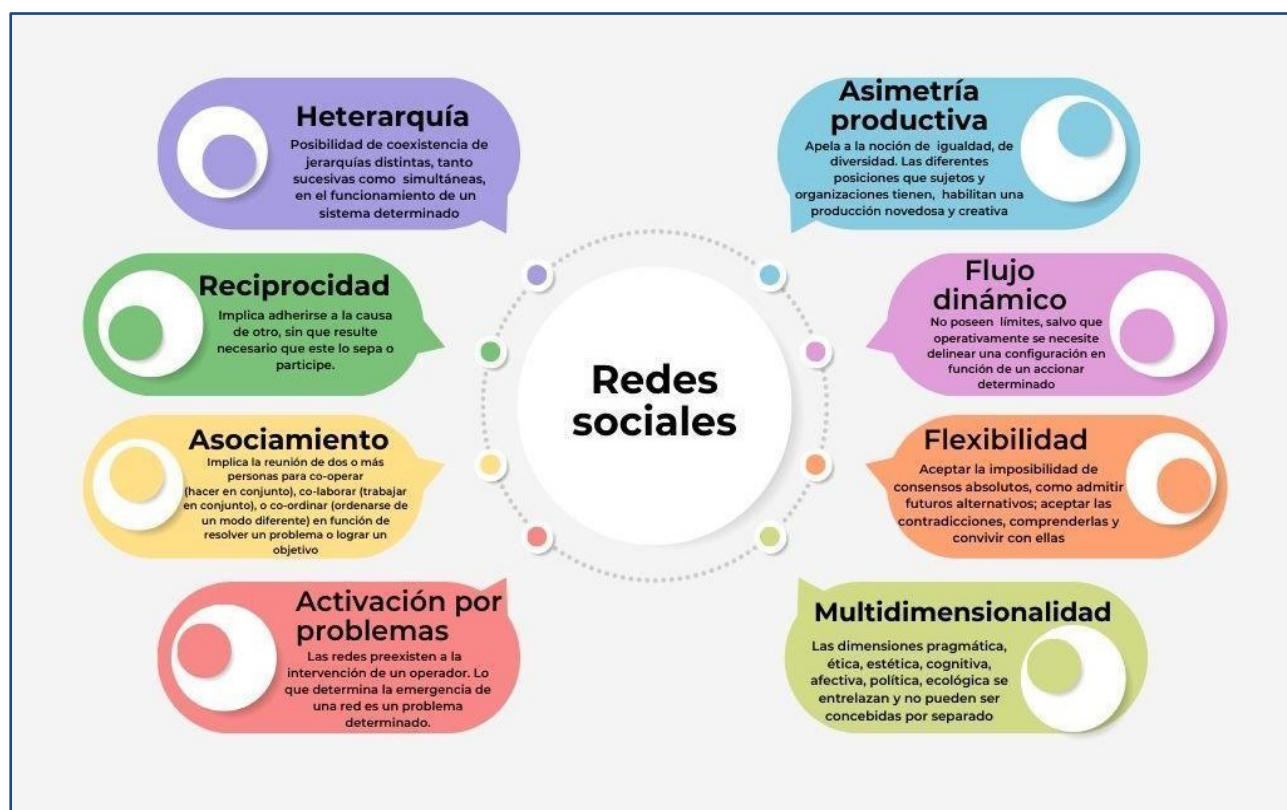 Heterarquía
Posibilidad de coexistencia de
jerarquías distintas, tanto
sucesivas como simultáneas,
en el funcionamiento de un
sistema determinado
Reciprocidad
Implica adherirse a la causa
de otro, sin que resulte
necesario que este lo sepa o
participe.
Asociamiento
Implica la reunión de dos o más
personas para co-operar
(hacer en conjunto), co-laborar (trabajar
en conjunto), o co-ordinar (ordenarse de
un modo diferente) en función de
resolver un problema o lograr un
objetivo
Activación por
problemas
Las redes preexisten a la
intervención de un operador. Lo
que determina la emergencia de
una red es un problema
determinado.
Redes
sociales
Asimetría
productiva
Apela a la noción de igualdad, de
diversidad. Las diferentes
posiciones que sujetos y
organizaciones tienen, habilitan una
producción novedosa y creativa
Flujo
dinámico
No poseen límites, salvo que
operativamente se necesite
delinear una configuración en
función de un accionar
determinado
Flexibilidad
Aceptar la imposibilidad de
consensos absolutos, como admitir
futuros alternativos; aceptar las
contradicciones, comprenderlas y
convivir con ellas
Multidimensionalidad
Las dimensiones pragmática,
ética, estética, cognitiva,
afectiva, política, ecológica se
entrelazan y no pueden ser
concebidas por separado